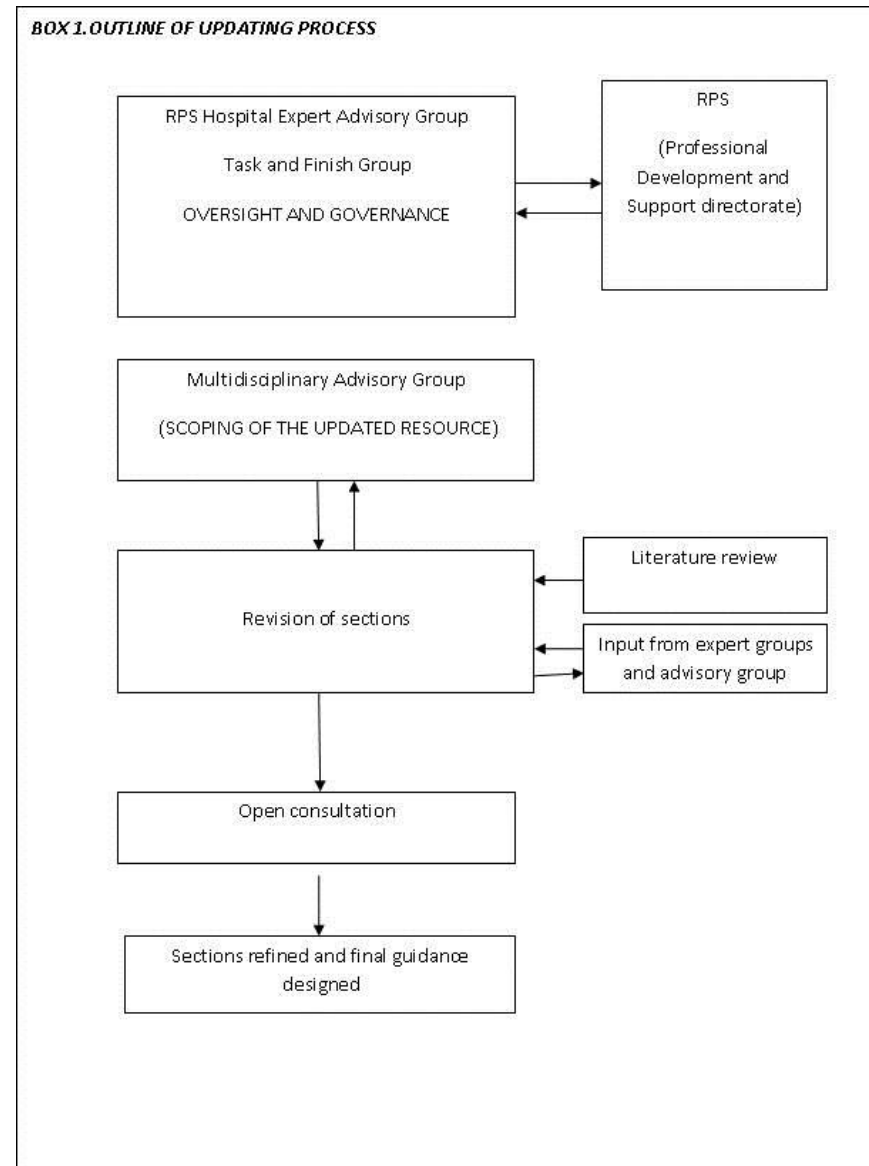 BOX 1.OUTLINE OF UPDATING PROCESS
RPS Hospital Expert Advisory Group
Task and Finish Group
OVERSIGHT AND GOVERNANCE
RPS
(Professional
Development and
Support directorate)
Multidisciplinary Advisory Group
(SCOPING OF THE UPDATED RESOURCE)
Revision of sections
Literature review
Input from expert groups
and advisory group
Open consultation
Sections refined and final guidance
designed